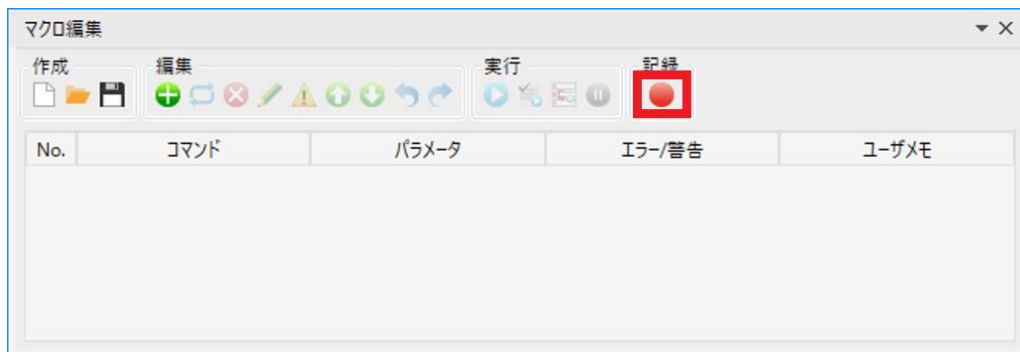 マクロ編集
作成 編集 実行 記録
No. コマンド パラメータ エラー/警告 ユーザメモ